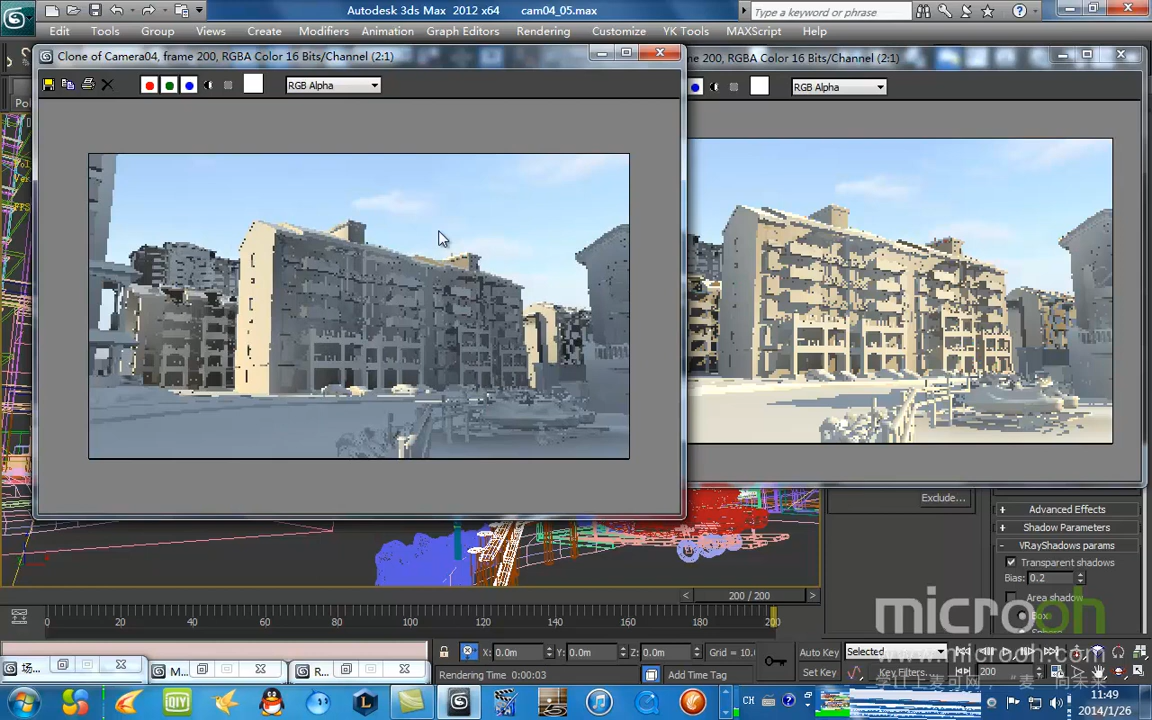 Autodesk 3ds Max 2012 x64 cam04_05.max
Type a keyword or phrase
Edit Tools Group Views Create Modifiers Animation Graph Editors Rendering Customize YK Tools MAXScript Help
Clone of Camera04, frame 200, RGBA Color 16 Bits/Channel (2:1)
e 200, RGBA Color 16 Bits/Channel (2:1)
RGB Alpha
RGB Alpha
Exclude...
Advanced Effects
Shadow Parameters
VRayShadows params
Transparent shadows
Bias: 0.2
Area shadow
Box
microoh
200 / 200
0 20 40 60 80 100 120 140 160 180 200
X: 0.0m Y: 0.0m Z: 0.0m Grid = 10.0
Auto Key Selected
Rendering Time 0:00:03 Add Time Tag
Set Key Key Filters... 200
场... M... R...
CH
11:49
2014/1/26